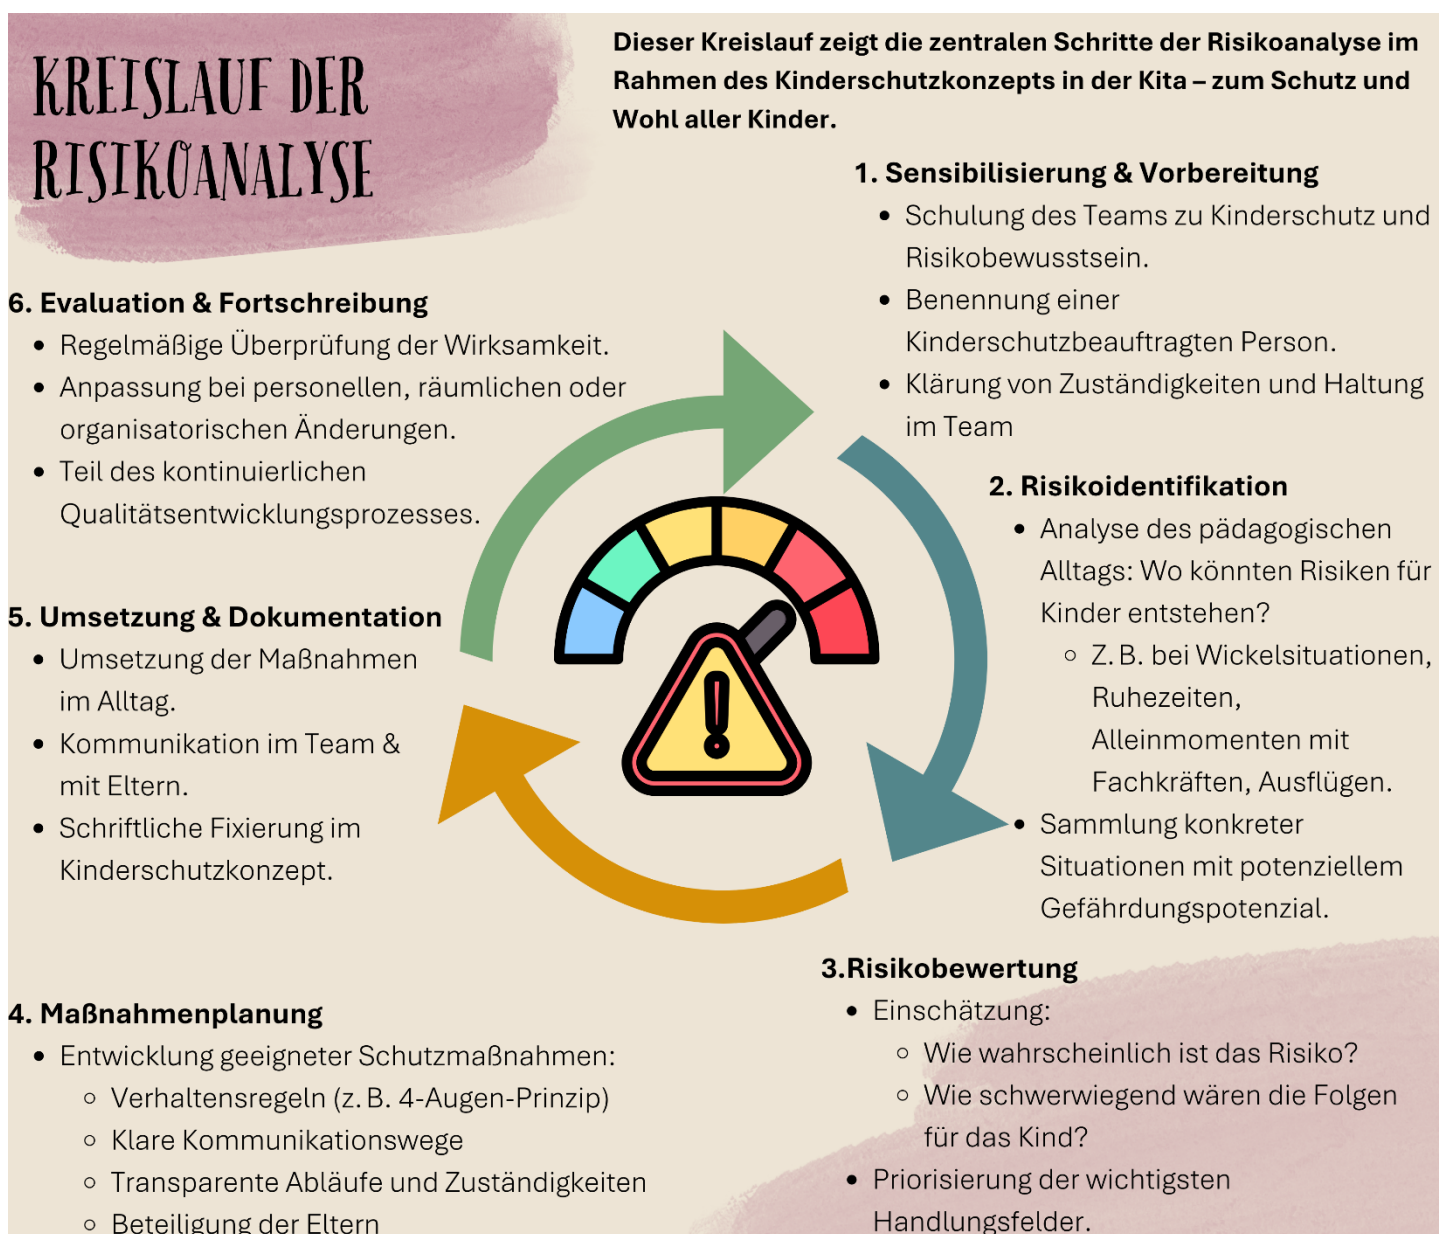 KREISLAUF DER
RISIKOANALYSE
Dieser Kreislauf zeigt die zentralen Schritte der Risikoanalyse im
Rahmen des Kinderschutzkonzepts in der Kita – zum Schutz und
Wohl aller Kinder.
1. Sensibilisierung & Vorbereitung
• Schulung des Teams zu Kinderschutz und
Risikobewusstsein.
• Benennung einer
Kinderschutzbeauftragten Person.
• Klärung von Zuständigkeiten und Haltung
im Team
2. Risikoidentifikation
• Analyse des pädagogischen
Alltags: Wo könnten Risiken für
Kinder entstehen?
◦ Z. B. bei Wickelsituationen,
Ruhezeiten,
Alleinmomenten mit
Fachkräften, Ausflügen.
• Sammlung konkreter
Situationen mit potenziellem
Gefährdungspotenzial.
3.Risikobewertung
• Einschätzung:
◦ Wie wahrscheinlich ist das Risiko?
◦ Wie schwerwiegend wären die Folgen
für das Kind?
• Priorisierung der wichtigsten
Handlungsfelder.
4. Maßnahmenplanung
• Entwicklung geeigneter Schutzmaßnahmen:
◦ Verhaltensregeln (z. B. 4-Augen-Prinzip)
◦ Klare Kommunikationswege
◦ Transparente Abläufe und Zuständigkeiten
◦ Beteiligung der Eltern
5. Umsetzung & Dokumentation
• Umsetzung der Maßnahmen
im Alltag.
• Kommunikation im Team &
mit Eltern.
• Schriftliche Fixierung im
Kinderschutzkonzept.
6. Evaluation & Fortschreibung
• Regelmäßige Überprüfung der Wirksamkeit.
• Anpassung bei personellen, räumlichen oder
organisatorischen Änderungen.
• Teil des kontinuierlichen
Qualitätsentwicklungsprozesses.